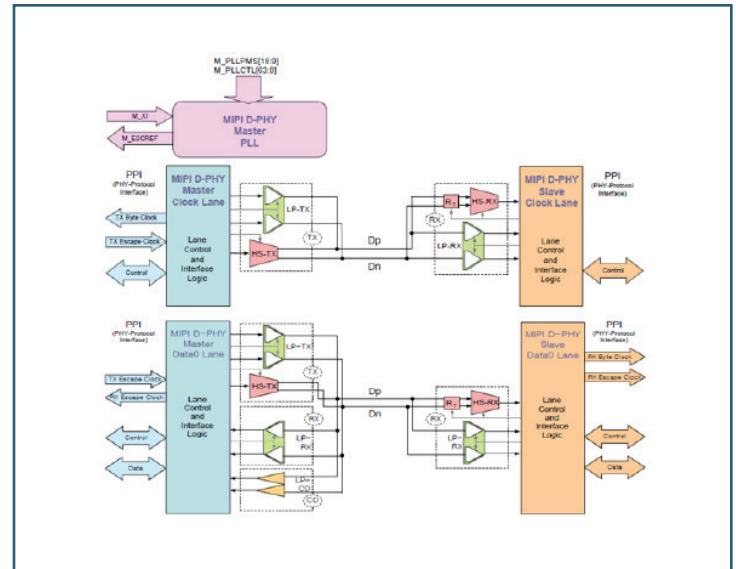 M_PLLPMS[18:0]
M_PLLCTL[63:0]
M_XI
M_ESCREF
MIPI D-PHY
Master
PLL
PPI
(PHY-Protocol
Interface)
TX Byte Clock
TX Escape Clock
Control
MIPI D-PHY
Master
Clock Lane
Lane
Control
and
Interface
Logic
LP-TX
TX
HS-TX
Dp
Dn
RT
HS-RX
RX
LP-RX
MIPI D-PHY
Slave
Clock Lane
Lane
Control
and
Interface
Logic
PPI
(PHY-Protocol
Interface)
Control
PPI
(PHY-Protocol
Interface)
TX Escape Clock
RX Escape Clock
Control
Data
MIPI D-PHY
Master
Data0 Lane
Lane
Control
and
Interface
Logic
LP-TX
TX
HS-TX
RX
LP-
RX
LP-
CD
CD
Dp
Dn
RT
HS-RX
RX
LP-
RX
MIPI D-PHY
Slave
Data0 Lane
Lane
Control
and
Interface
Logic
PPI
(PHY-Protocol
Interface)
RX Byte Clock
RX Escape Clock
Control
Data